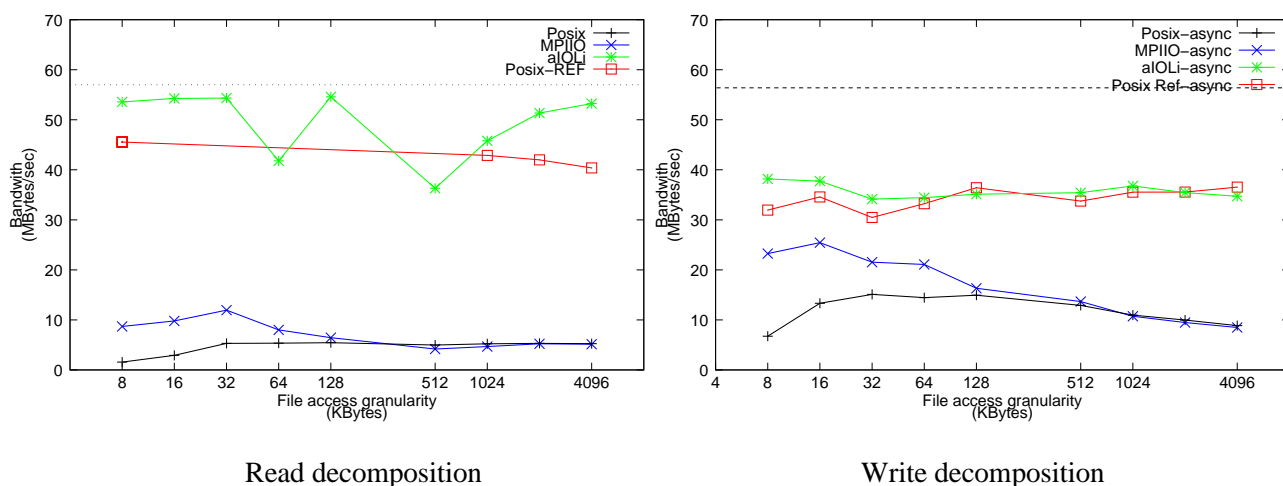 70
60
50
40
30
20
10
0
Bandwith
(MBytes/sec)
Posix
MPIIO
aIOLi
Posix-REF
8 16 32 64 128 512 1024 4096
File access granularity
(KBytes)
Read decomposition
70
60
50
40
30
20
10
0
Bandwith
(MBytes/sec)
Posix-async
MPIIO-async
aIOLi-async
Posix Ref-async
4 8 16 32 64 128 512 1024 4096
File access granularity
(KBytes)
Write decomposition